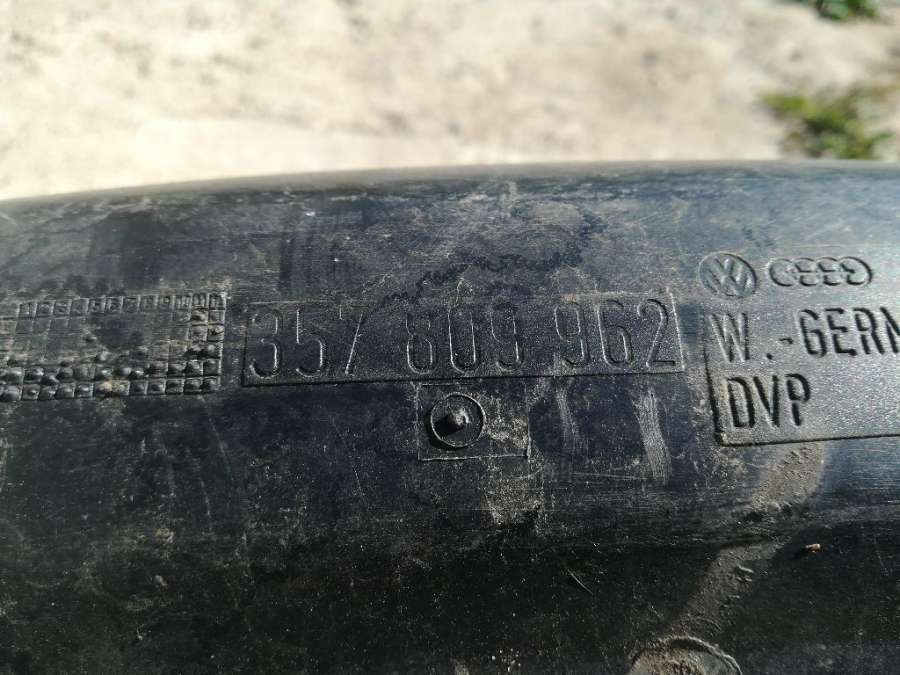 357 809 962
W.-GERM
DVP